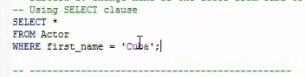 -- Using SELECT clause
SELECT *
FROM Actor
WHERE first_name = 'Cuba';
-- -----------------------------------------